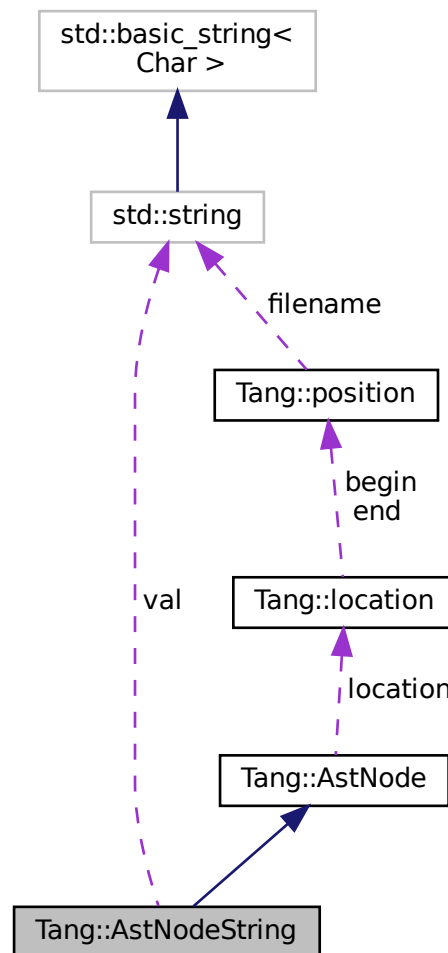 std::basic_string<
Char >
std::string
filename
Tang::position
begin
end
val
Tang::location
location
Tang::AstNode
Tang::AstNodeString